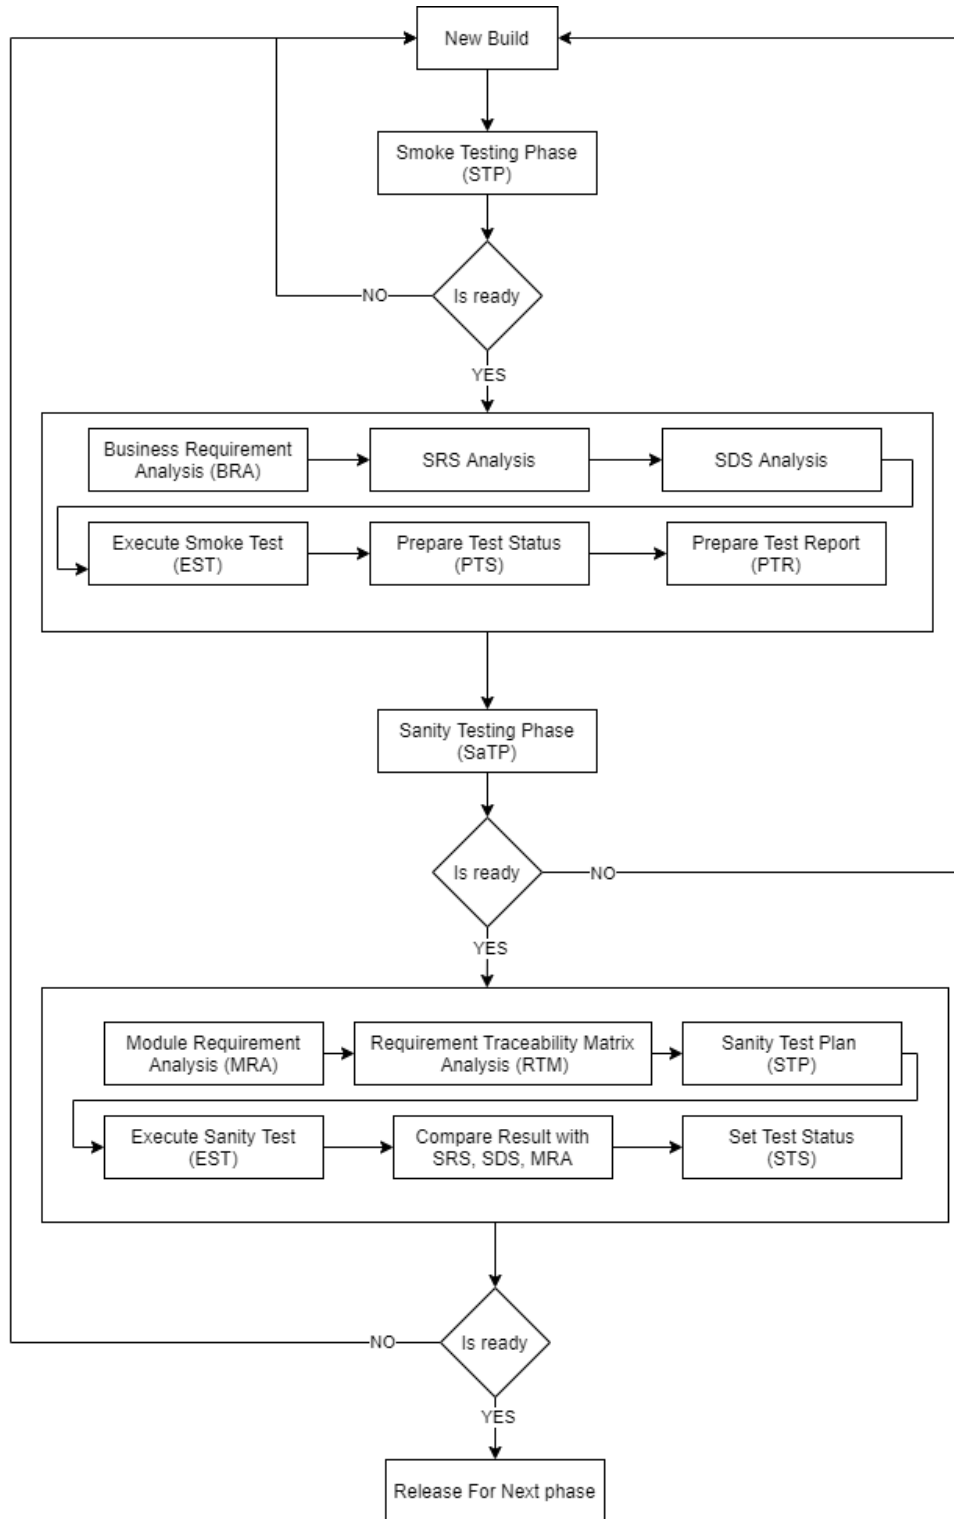 New Build
Smoke Testing Phase
(STP)
Is ready
NO
YES
Business Requirement
Analysis (BRA)
SRS Analysis
SDS Analysis
Execute Smoke Test
(EST)
Prepare Test Status
(PTS)
Prepare Test Report
(PTR)
Sanity Testing Phase
(SaTP)
Is ready
NO
YES
Module Requirement
Analysis (MRA)
Requirement Traceability Matrix
Analysis (RTM)
Sanity Test Plan
(STP)
Execute Sanity Test
(EST)
Compare Result with
SRS, SDS, MRA
Set Test Status
(STS)
NO
Is ready
YES
Release For Next phase